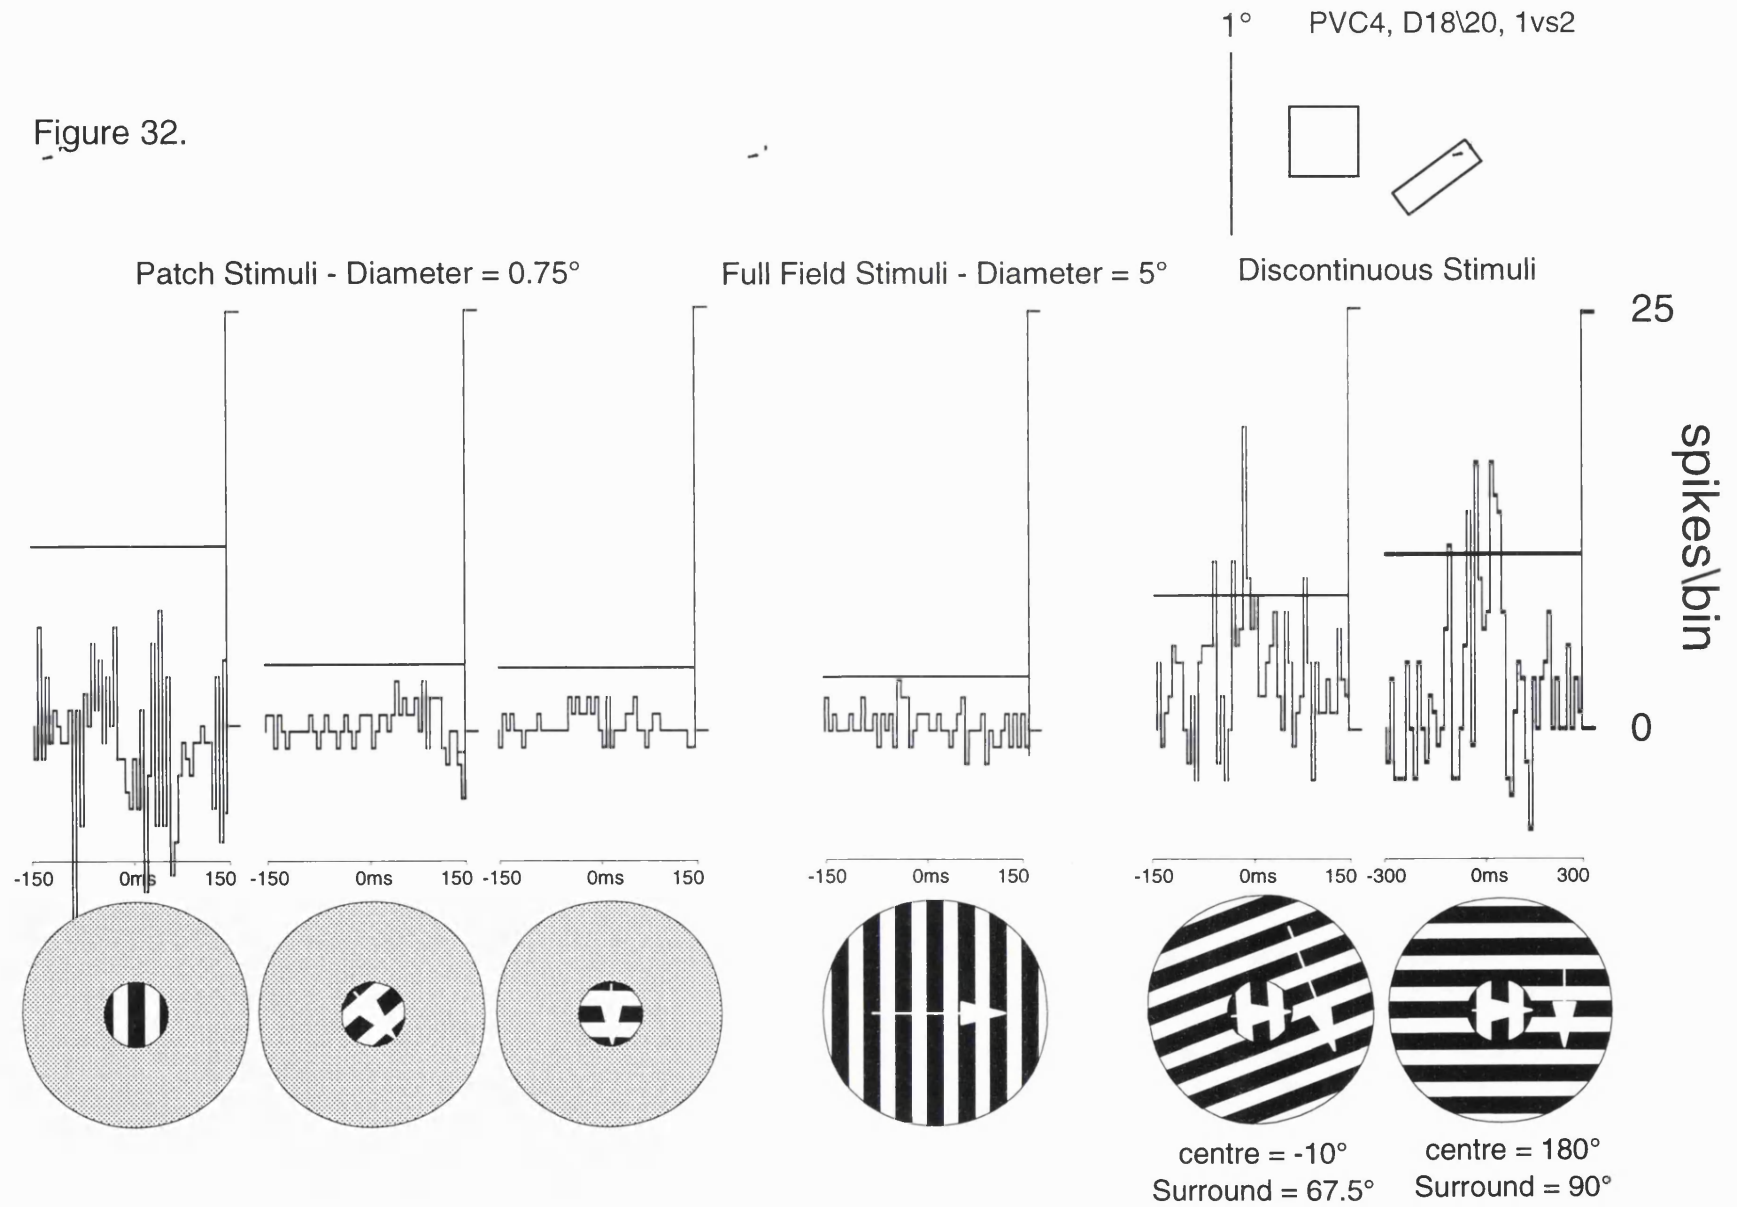 1° PVC4, D18\20, 1vs2
Figure 32.
Patch Stimuli - Diameter = 0.75°
Full Field Stimuli - Diameter = 5°
Discontinuous Stimuli
25
spikes\bin
0
-150 0ms 150
-150 0ms 150
-150 0ms 150
-150 0ms 150
-150 0ms 150
-300 0ms 300
centre = -10°
Surround = 67.5°
centre = 180°
Surround = 90°